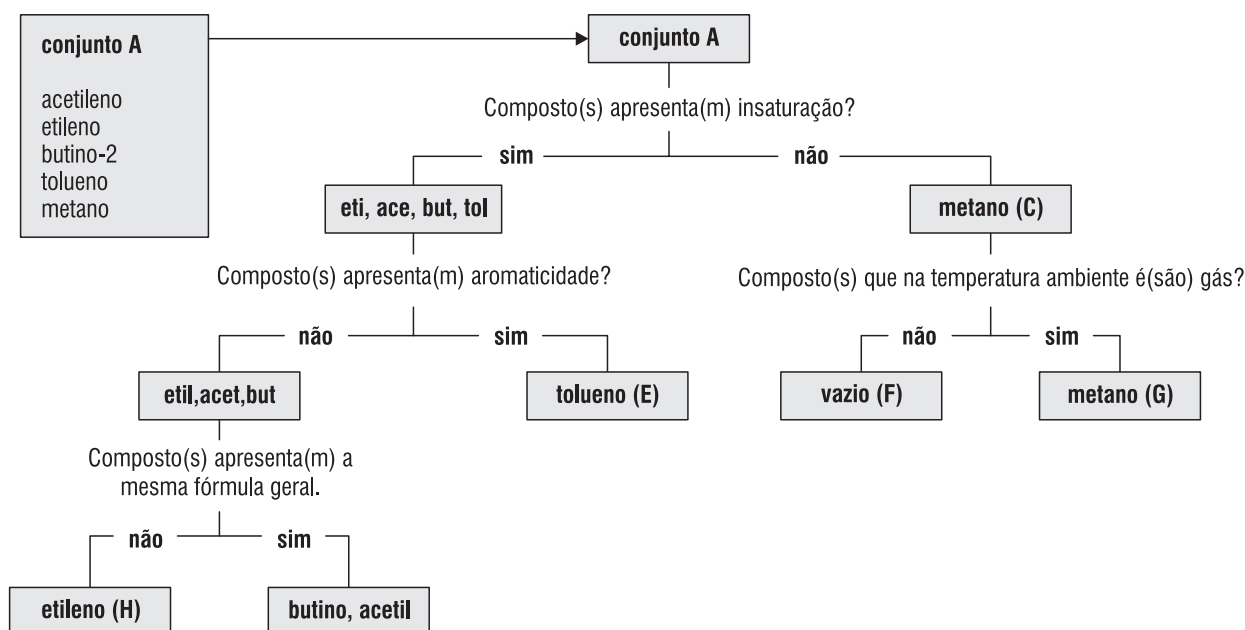 conjunto A
acetileno
etileno
butino-2
tolueno
metano
conjunto A
Composto(s) apresenta(m) insaturação?
sim
não
eti, ace, but, tol
metano (C)
Composto(s) apresenta(m) aromaticidade?
Composto(s) que na temperatura ambiente é(são) gás?
não
sim
não
sim
etil,acet,but
tolueno (E)
vazio (F)
metano (G)
Composto(s) apresenta(m) a
mesma fórmula geral.
não
sim
etileno (H)
butino, acetil